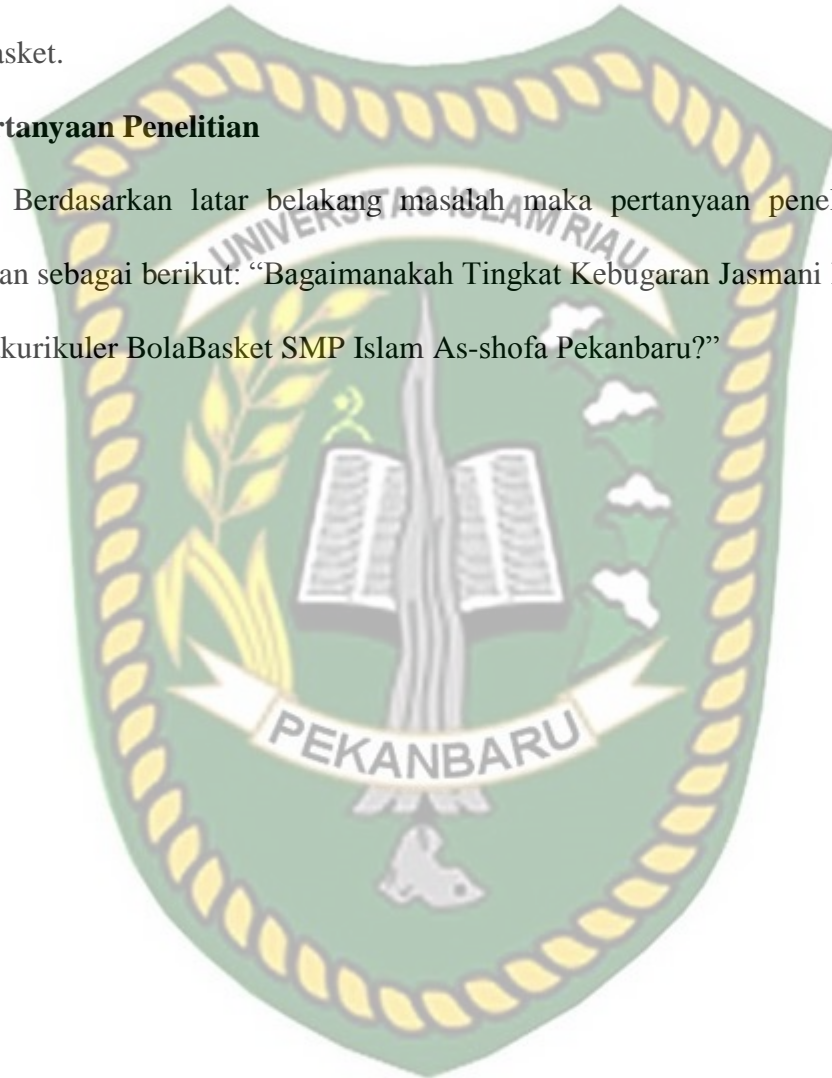 asket.
rtanyaan Penelitian
Berdasarkan latar belakang masalah maka pertanyaan penel
an sebagai berikut: “Bagaimanakah Tingkat Kebugaran Jasmani
kurikuler BolaBasket SMP Islam As-shofa Pekanbaru?”
UNIVERSITAS ISLAM RIAU
PEKANBARU